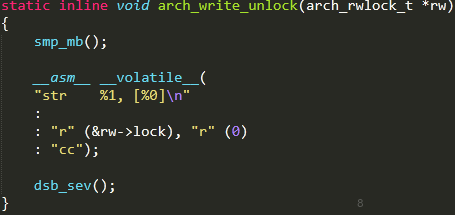 static inline void arch_write_unlock(arch_rwlock_t *rw)
{
smp_mb();
__asm__ __volatile__(
"str    %1, [%0]\n"
:
: "r" (&rw->lock), "r" (0)
: "cc");
dsb_sev();
}
8